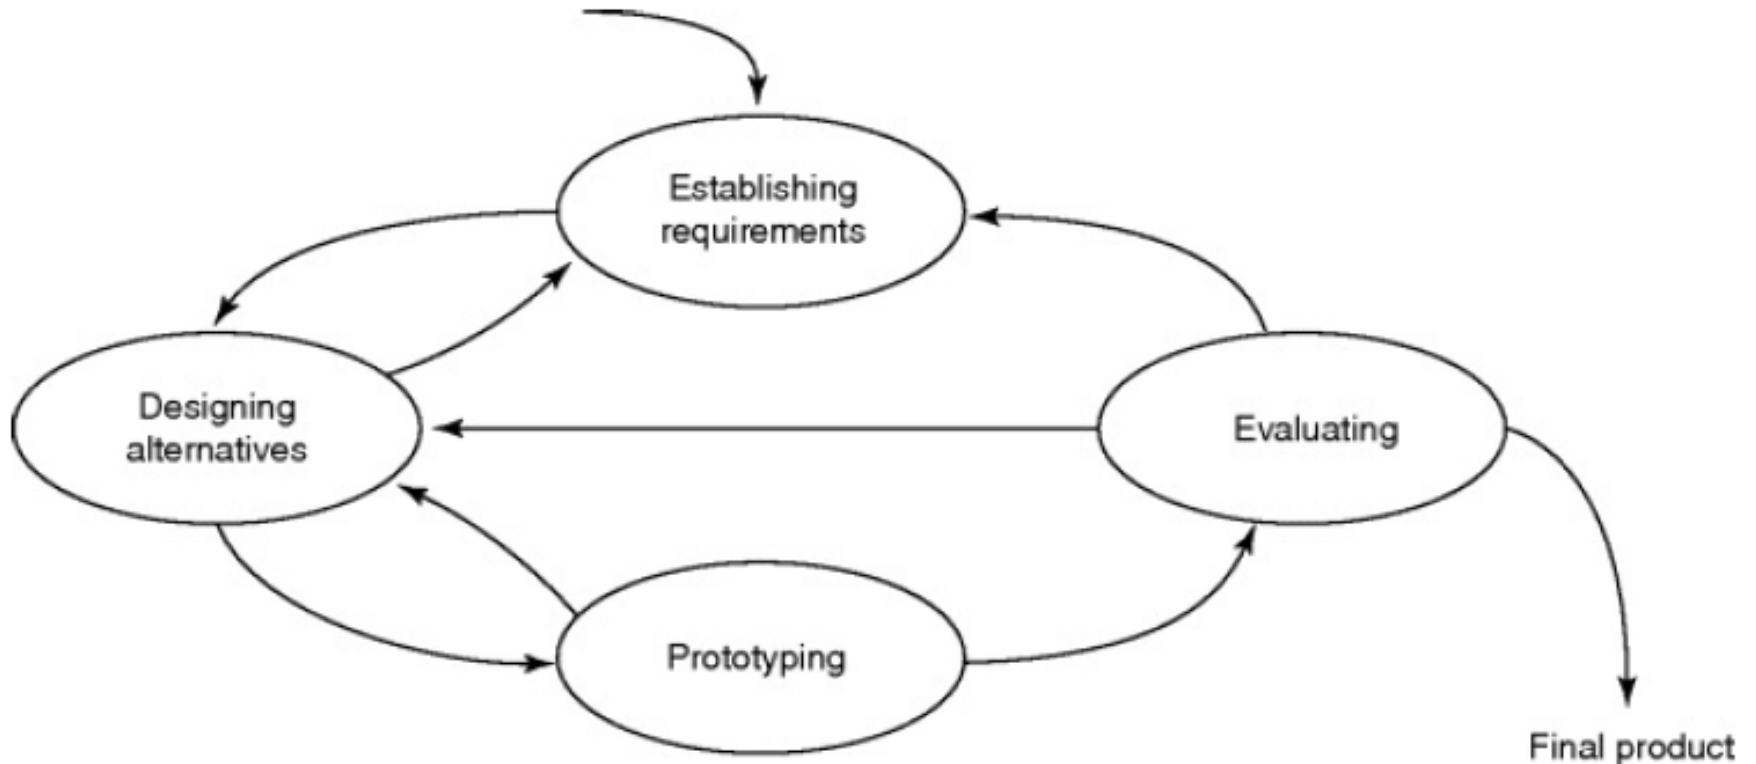 Establishing
requirements
Designing
alternatives
Evaluating
Prototyping
Final product